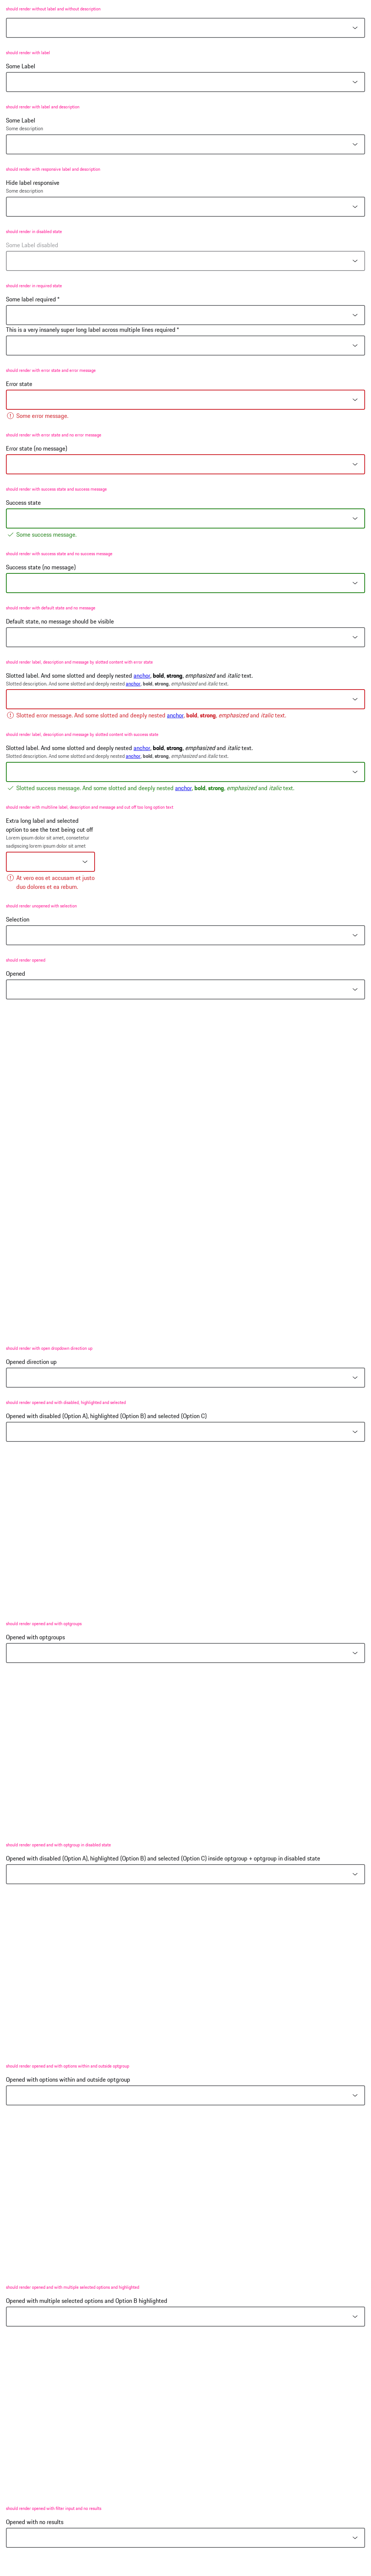 should render without label and without description
should render with label
Some Label
should render with label and description
Some Label
Some description
should render with responsive label and description
Hide label responsive
Some description
should render in disabled state
Some Label disabled
should render in required state
Some label required *
This is a very insanely super long label across multiple lines required *
should render with error state and error message
Error state
Some error message.
should render with error state and no error message
Error state (no message)
should render with success state and success message
Success state
Some success message.
should render with success state and no success message
Success state (no message)
should render with default state and no message
Default state, no message should be visible
should render label, description and message by slotted content with error state
Slotted label. And some slotted and deeply nested anchor, bold, strong, emphasized and italic text.
Slotted description. And some slotted and deeply nested anchor, bold, strong, emphasized and italic text.
Slotted error message. And some slotted and deeply nested anchor, bold, strong, emphasized and italic text.
should render label, description and message by slotted content with success state
Slotted label. And some slotted and deeply nested anchor, bold, strong, emphasized and italic text.
Slotted description. And some slotted and deeply nested anchor, bold, strong, emphasized and italic text.
Slotted success message. And some slotted and deeply nested anchor, bold, strong, emphasized and italic text.
should render with multiline label, description and message and cut off too long option text
Extra long label and selected
option to see the text being cut off
Lorem ipsum dolor sit amet, consetetur
sadipscing lorem ipsum dolor sit amet
At vero eos et accusam et justo
duo dolores et ea rebum.
should render unopened with selection
Selection
should render opened
Opened
should render with open dropdown direction up
Opened direction up
should render opened and with disabled, highlighted and selected
Opened with disabled (Option A), highlighted (Option B) and selected (Option C)
should render opened and with optgroups
Opened with optgroups
should render opened and with optgroup in disabled state
Opened with disabled (Option A), highlighted (Option B) and selected (Option C) inside optgroup + optgroup in disabled state
should render opened and with options within and outside optgroup
Opened with options within and outside optgroup
should render opened and with multiple selected options and highlighted
Opened with multiple selected options and Option B highlighted
should render opened with filter input and no results
Opened with no results